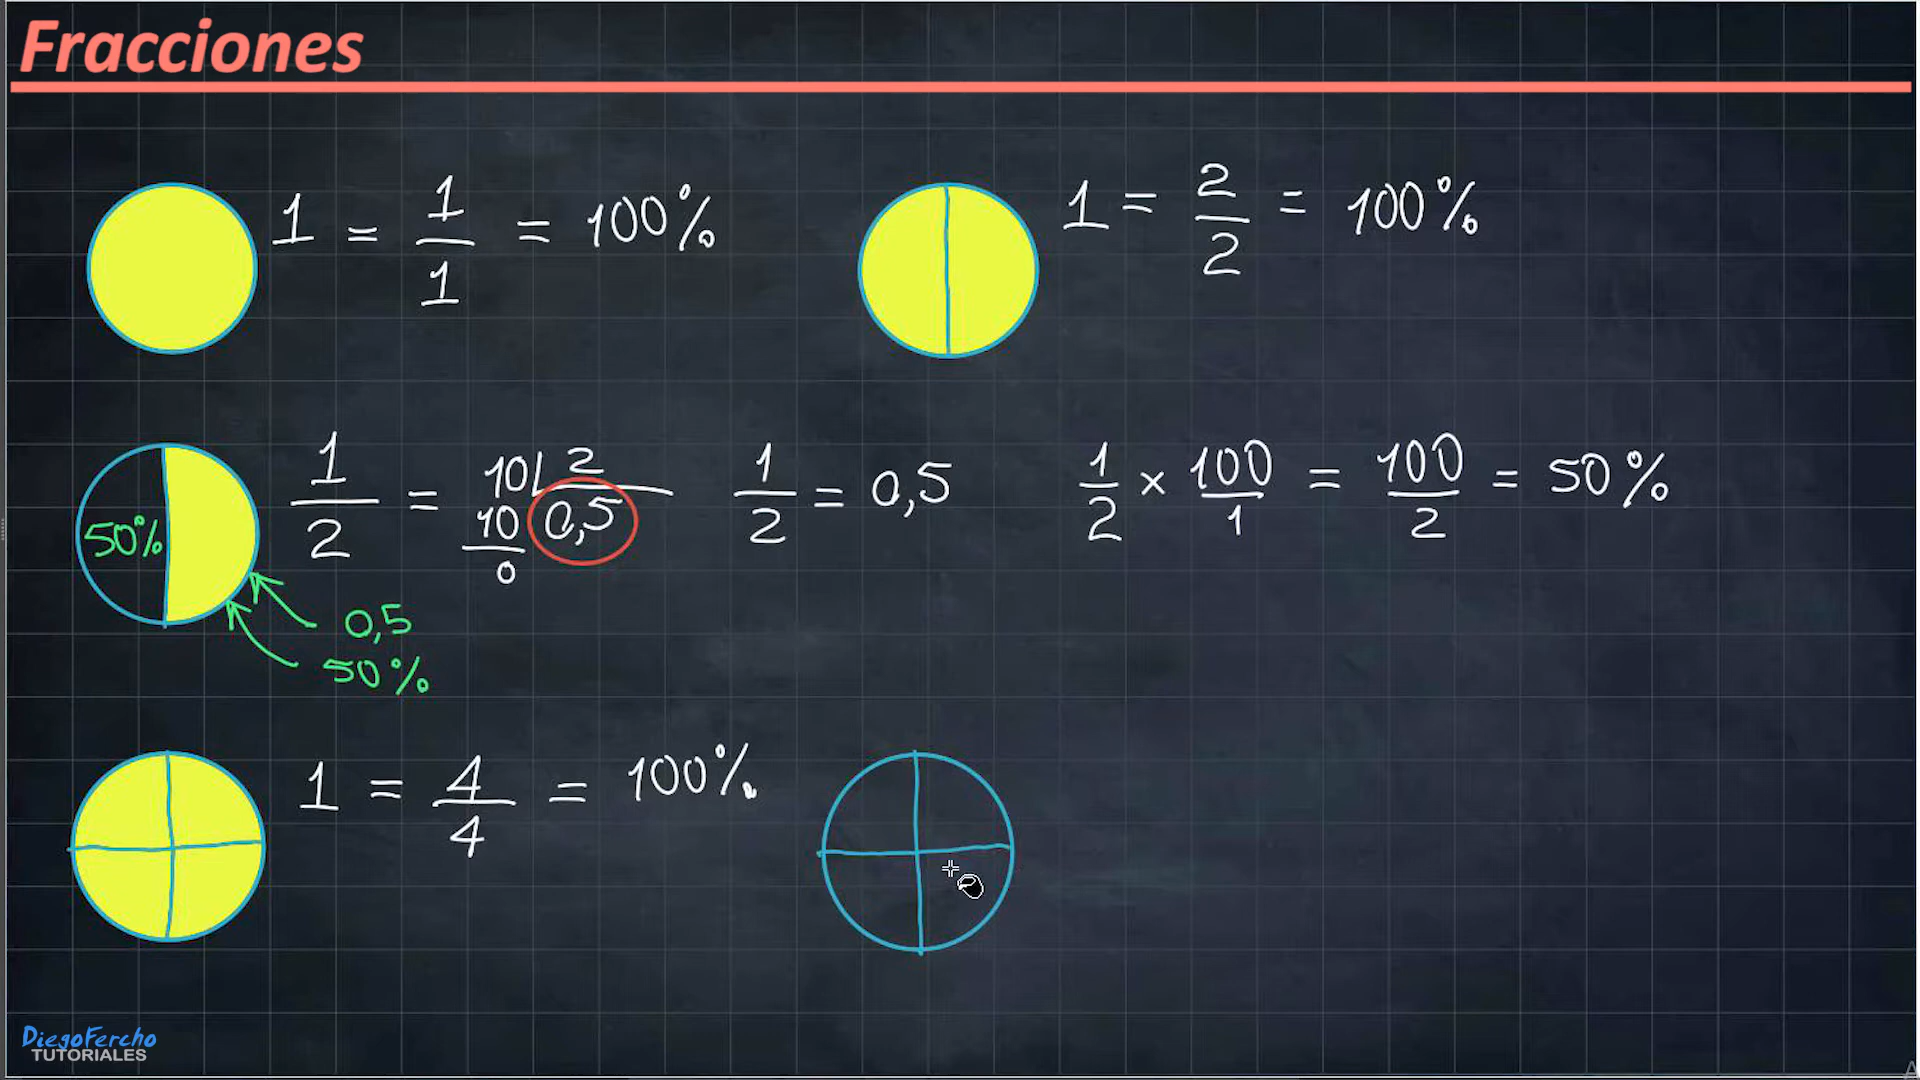 Fracciones
1 = 1/1 = 100%
1 = 2/2 = 100%
1/2 = 10 | 2
10 0,5
0
1/2 = 0,5
1/2 × 100/1 = 100/2 = 50%
50%
0,5
50%
1 = 4/4 = 100%
DiegoFercho
TUTORIALES